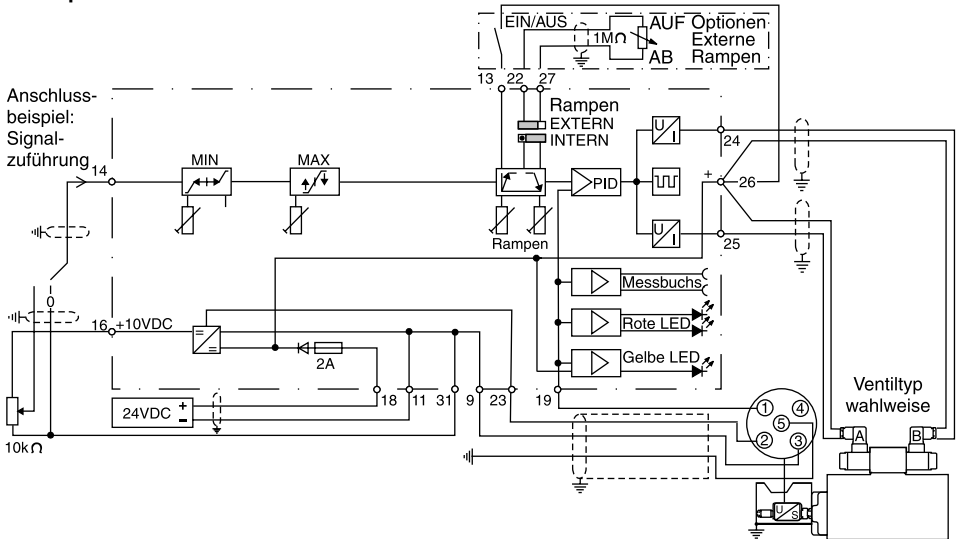 EIN/AUS
1MΩ
AUF
AB
Optionen
Externe
Rampen
13
22
27
Anschluss-
beispiel:
Signal-
zuführung
14
Rampen
EXTERN
INTERN
MIN
MAX
Rampen
PID
U
I
U
I
24
+
26
25
Messbuchs
Rote LED
Gelbe LED
0
16
+10VDC
=
=
2A
18
11
31
9
23
19
24VDC
+
-
10kΩ
1
4
5
2
3
Ventiltyp
wahlweise
A
B
U
S